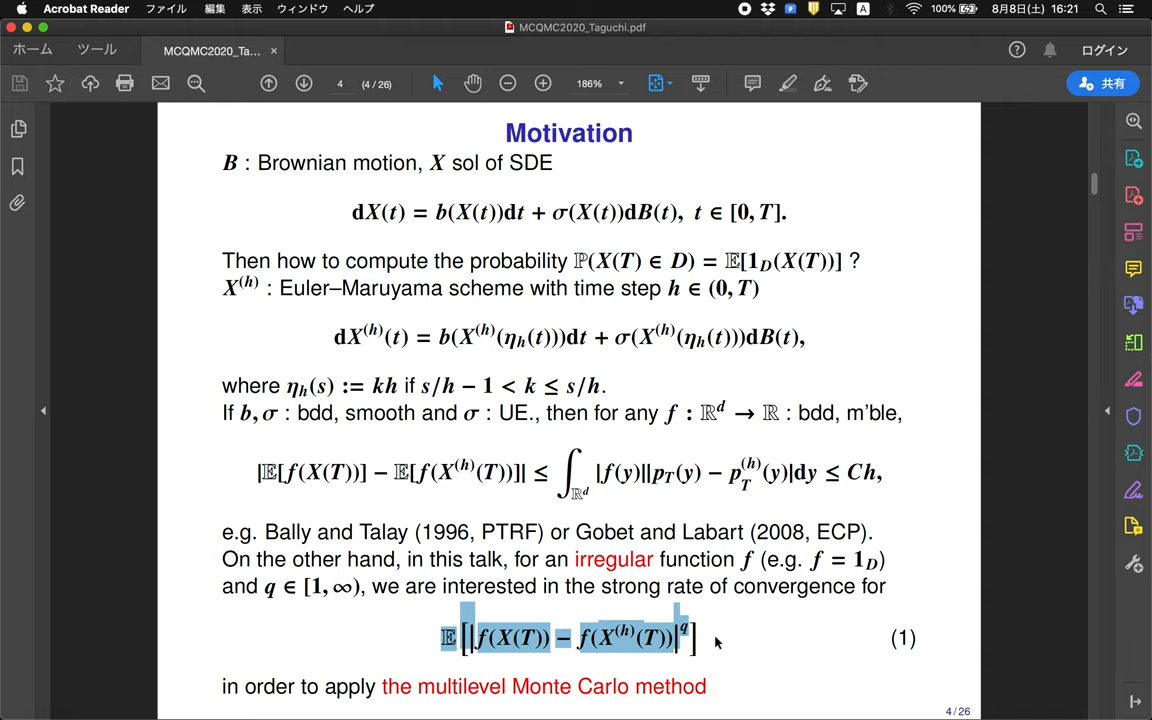 Acrobat Reader ファイル 編集 表示 ウィンドウ ヘルプ 100% 8月8日(土) 16:21
MCQMC2020_Taguchi.pdf
ホーム ツール MCQMC2020_Ta... × ログイン
4 (4 / 26) 186% 共有
Motivation
B : Brownian motion, X sol of SDE
dX(t) = b(X(t))dt + σ(X(t))dB(t), t ∈ [0, T].
Then how to compute the probability ℙ(X(T) ∈ D) = 𝔼[1_D(X(T))] ?
X^{(h)} : Euler–Maruyama scheme with time step h ∈ (0, T)
dX^{(h)}(t) = b(X^{(h)}(η_h(t)))dt + σ(X^{(h)}(η_h(t)))dB(t),
where η_h(s) := kh if s/h − 1 < k ≤ s/h.
If b, σ : bdd, smooth and σ : UE., then for any f : ℝ^d → ℝ : bdd, m'ble,
|𝔼[f(X(T))] − 𝔼[f(X^{(h)}(T))]| ≤ ∫_{ℝ^d} |f(y)||p_T(y) − p_T^{(h)}(y)|dy ≤ Ch,
e.g. Bally and Talay (1996, PTRF) or Gobet and Labart (2008, ECP).
On the other hand, in this talk, for an irregular function f (e.g. f = 1_D)
and q ∈ [1, ∞), we are interested in the strong rate of convergence for
𝔼[|f(X(T)) − f(X^{(h)}(T))|^q] (1)
in order to apply the multilevel Monte Carlo method
4 / 26